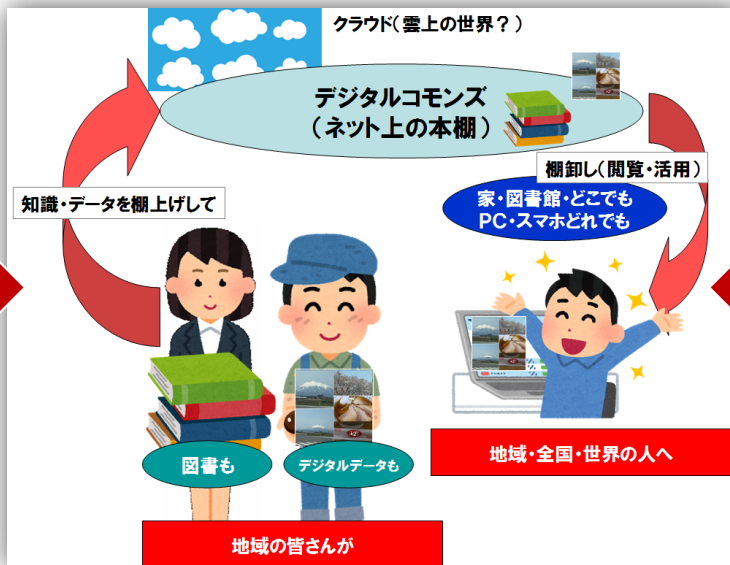 クラウド(雲上の世界？)
デジタルコモンズ
(ネット上の本棚)
棚卸し(閲覧・活用)
知識・データを棚上げして
家・図書館・どこでも
PC・スマホどれでも
図書も
デジタルデータも
地域・全国・世界の人へ
地域の皆さんが